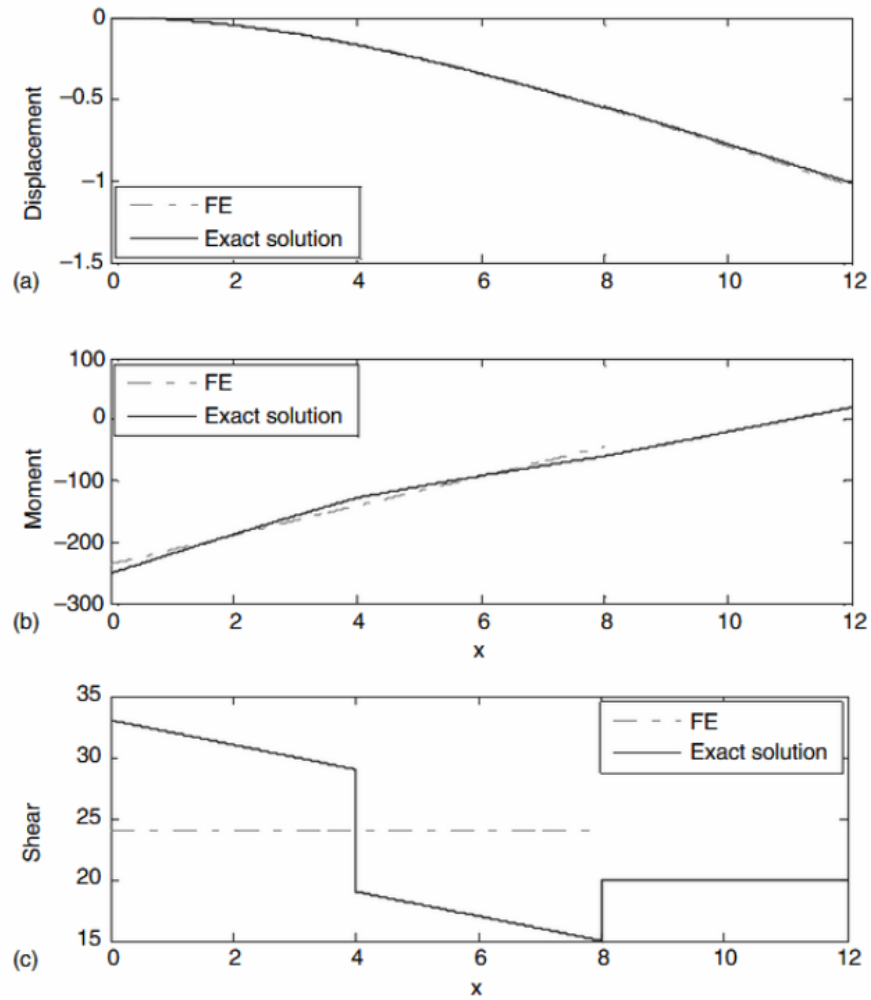 0
−0.5
−1
−1.5
Displacement
FE
Exact solution
0 2 4 6 8 10 12
(a)
100
0
−100
−200
−300
Moment
FE
Exact solution
0 2 4 6 8 10 12
(b)
x
35
30
25
20
15
Shear
FE
Exact solution
0 2 4 6 8 10 12
(c)
x